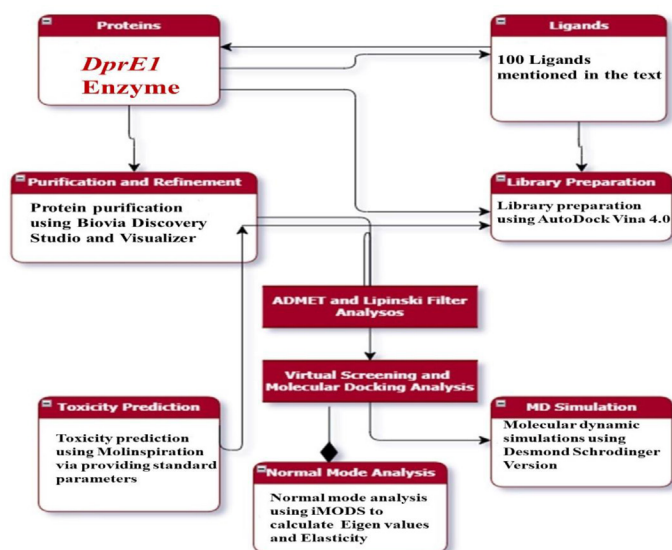 Proteins
DprE1
Enzyme
Ligands
100 Ligands
mentioned in the text
Purification and Refinement
Protein purification
using Biovia Discovery
Studio and Visualizer
Library Preparation
Library preparation
using AutoDock Vina 4.0
ADMET and Lipinski Filter
Analysos
Virtual Screening and
Molecular Docking Analysis
Toxicity Prediction
Toxicity prediction
using Molinspiration
via providing standard
parameters
MD Simulation
Molecular dynamic
simulations using
Desmond Schrodinger
Version
Normal Mode Analysis
Normal mode analysis
using iMODS to
calculate Eigen values
and Elasticity